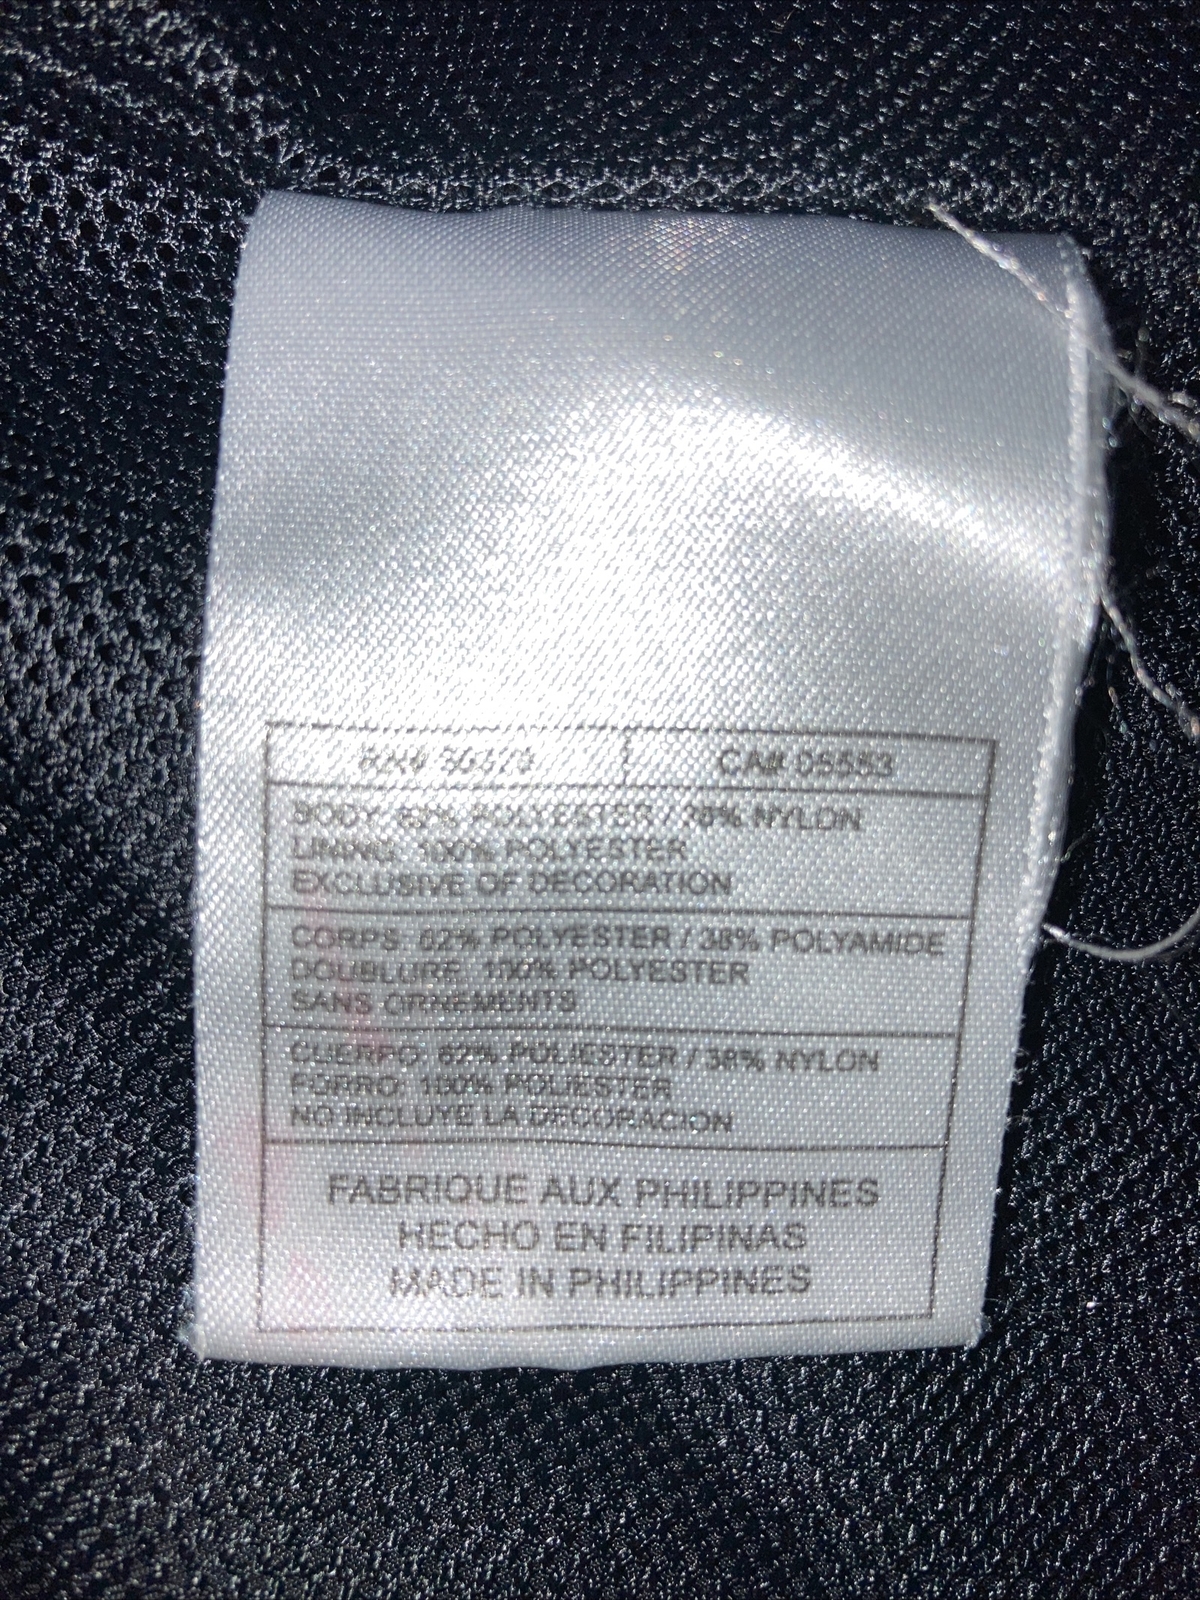 RN# 56323 CA# 05553
BODY: 62% POLYESTER / 38% NYLON
LINING: 100% POLYESTER
EXCLUSIVE OF DECORATION
CORPS: 62% POLYESTER / 38% POLYAMIDE
DOUBLURE: 100% POLYESTER
SANS ORNEMENTS
CUERPO: 62% POLIESTER / 38% NYLON
FORRO: 100% POLIESTER
NO INCLUYE LA DECORACION
FABRIQUE AUX PHILIPPINES
HECHO EN FILIPINAS
MADE IN PHILIPPINES